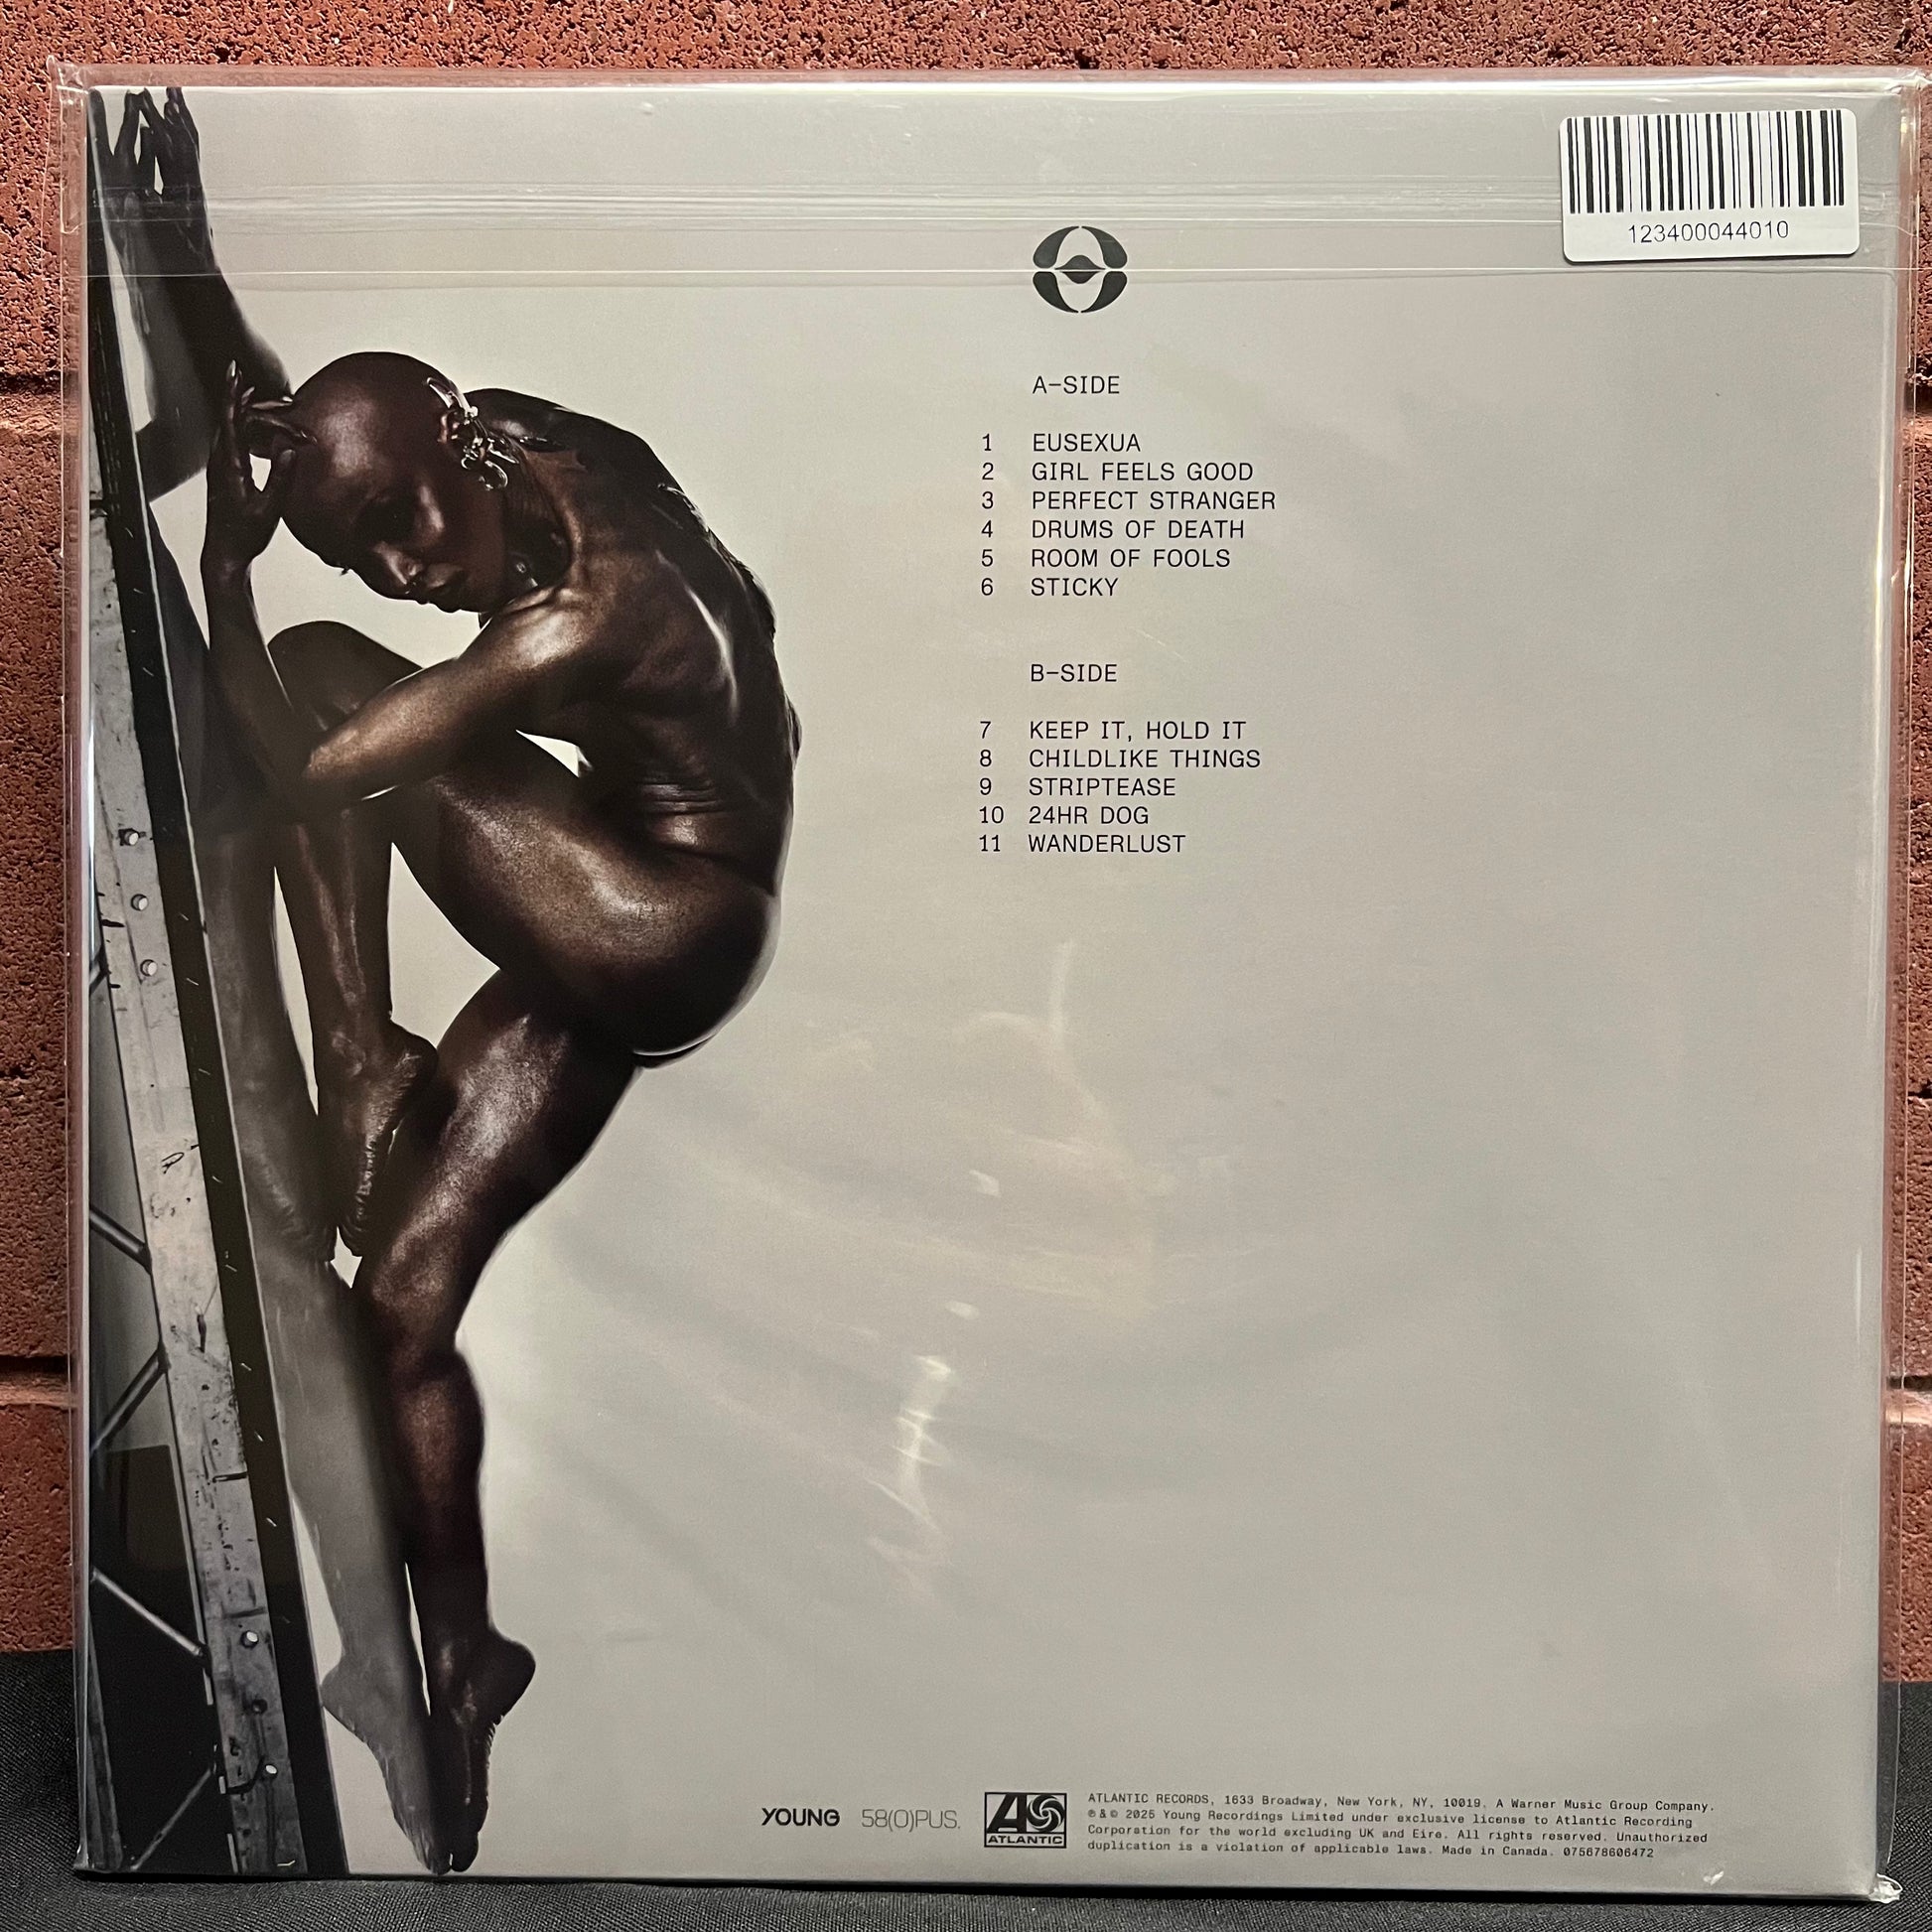 123400044010
A-SIDE
1 EUSEXUA
2 GIRL FEELS GOOD
3 PERFECT STRANGER
4 DRUMS OF DEATH
5 ROOM OF FOOLS
6 STICKY
B-SIDE
7 KEEP IT, HOLD IT
8 CHILDLIKE THINGS
9 STRIPTEASE
10 24HR DOG
11 WANDERLUST
YOUNG 58(O)PUS.
ATLANTIC
ATLANTIC RECORDS, 1633 Broadway, New York, NY, 10019. A Warner Music Group Company.
℗&© 2025 Young Recordings Limited under exclusive license to Atlantic Recording
Corporation for the world excluding UK and Eire. All rights reserved. Unauthorized
duplication is a violation of applicable laws. Made in Canada. 075678606472